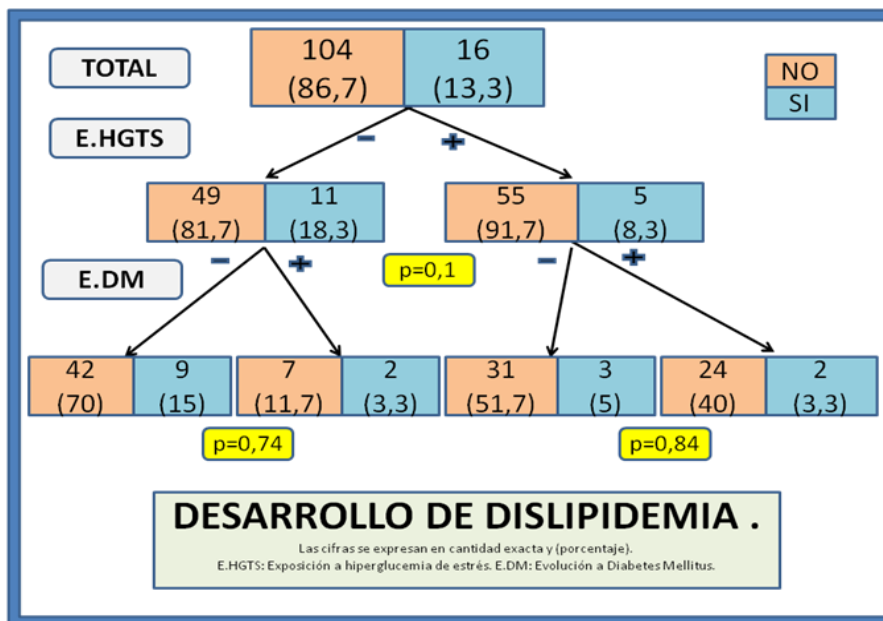 TOTAL
104 16
(86,7) (13,3)
NO
SI
E.HGTS
− +
49 11 55 5
(81,7) (18,3) (91,7) (8,3)
E.DM
− + p=0,1 − +
42 9 7 2 31 3 24 2
(70) (15) (11,7) (3,3) (51,7) (5) (40) (3,3)
p=0,74 p=0,84
DESARROLLO DE DISLIPIDEMIA .
Las cifras se expresan en cantidad exacta y (porcentaje).
E.HGTS: Exposición a hiperglucemia de estrés. E.DM: Evolución a Diabetes Mellitus.